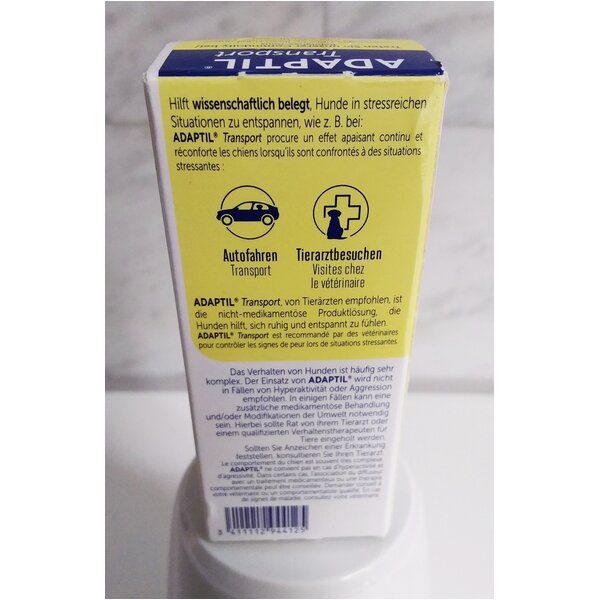 ADAPTIL®
Transport
Hilft wissenschaftlich belegt, Hunde in stressreichen
Situationen zu entspannen, wie z. B. bei:
ADAPTIL® Transport procure un effet apaisant continu et
réconforte les chiens lorsqu'ils sont confrontés à des situations
stressantes :
Autofahren
Transport
Tierarztbesuchen
Visites chez
le vétérinaire
ADAPTIL® Transport, von Tierärzten empfohlen, ist
die nicht-medikamentöse Produktlösung, die
Hunden hilft, sich ruhig und entspannt zu fühlen.
ADAPTIL® Transport est recommandé par des vétérinaires
pour contrôler les signes de peur lors de situations stressantes.
Das Verhalten von Hunden ist häufig sehr
komplex. Der Einsatz von ADAPTIL® wird nicht
in Fällen von Hyperaktivität oder Aggression
empfohlen. In einigen Fällen kann eine
zusätzliche medikamentöse Behandlung
und/oder Modifikationen der Umwelt notwendig
sein. Hierbei sollte Rat von Ihrem Tierarzt oder
einem qualifizierten Verhaltenstherapeuten für
Tiere eingeholt werden.
Sollten Sie Anzeichen einer Erkrankung
feststellen, konsultieren Sie Ihren Tierarzt
Le comportement du chien est souvent très complexe.
ADAPTIL® ne convient pas en cas d'hyperactivité et
d'agressivité. Dans certains cas, l'association du diffuseur
avec un traitement médicamenteux ou une thérapie
comportementale peut être conseillée. Demander conseil à
votre vétérinaire ou un comportementaliste qualifié. En cas
de signes de maladie, consultez votre vétérinaire
3 411112 944125